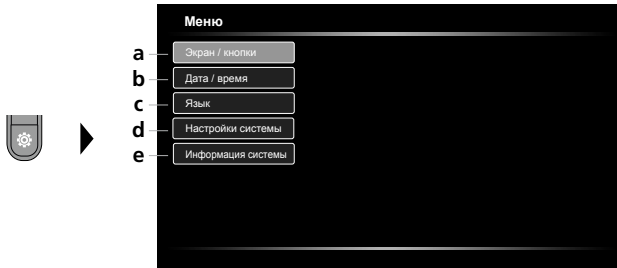 Меню
a Экран / кнопки
b Дата / время
c Язык
d Настройки системы
e Информация системы